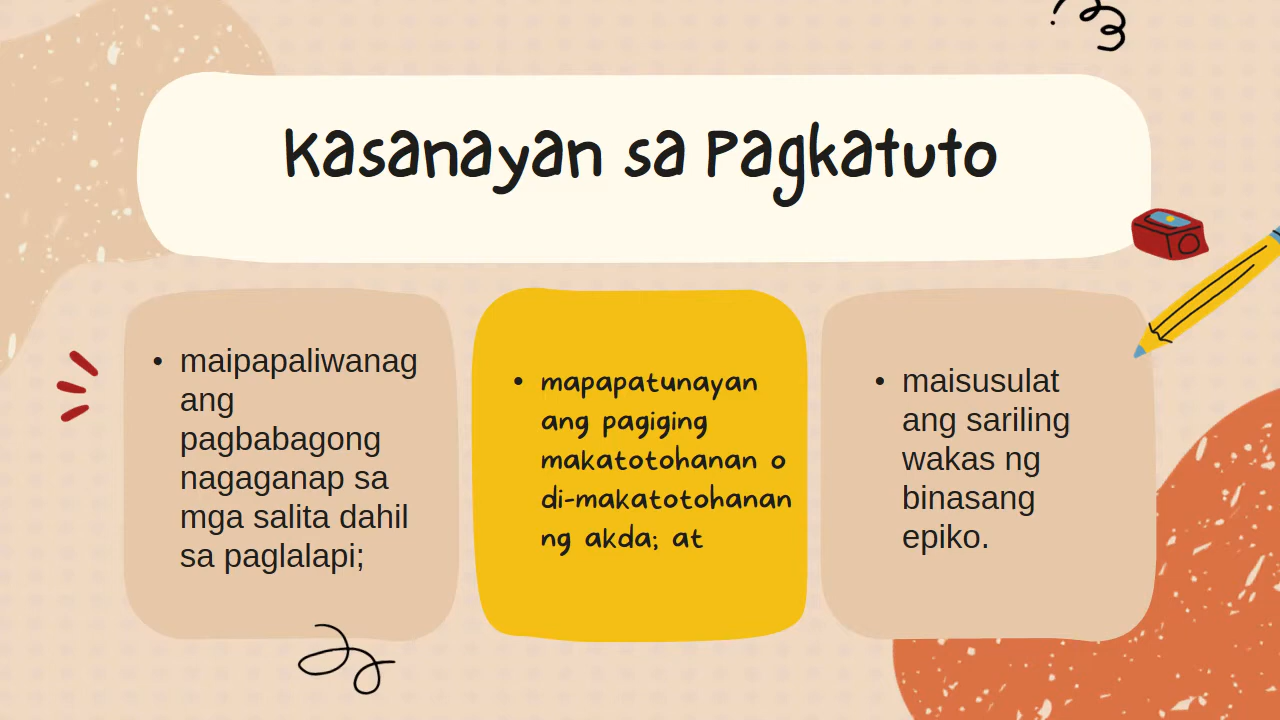 Kasanayan sa Pagkatuto
• maipapaliwanag
ang
pagbabagong
nagaganap sa
mga salita dahil
sa paglalapi;
• mapapatunayan
ang pagiging
makatotohanan o
di-makatotohanan
ng akda; at
• maisusulat
ang sariling
wakas ng
binasang
epiko.